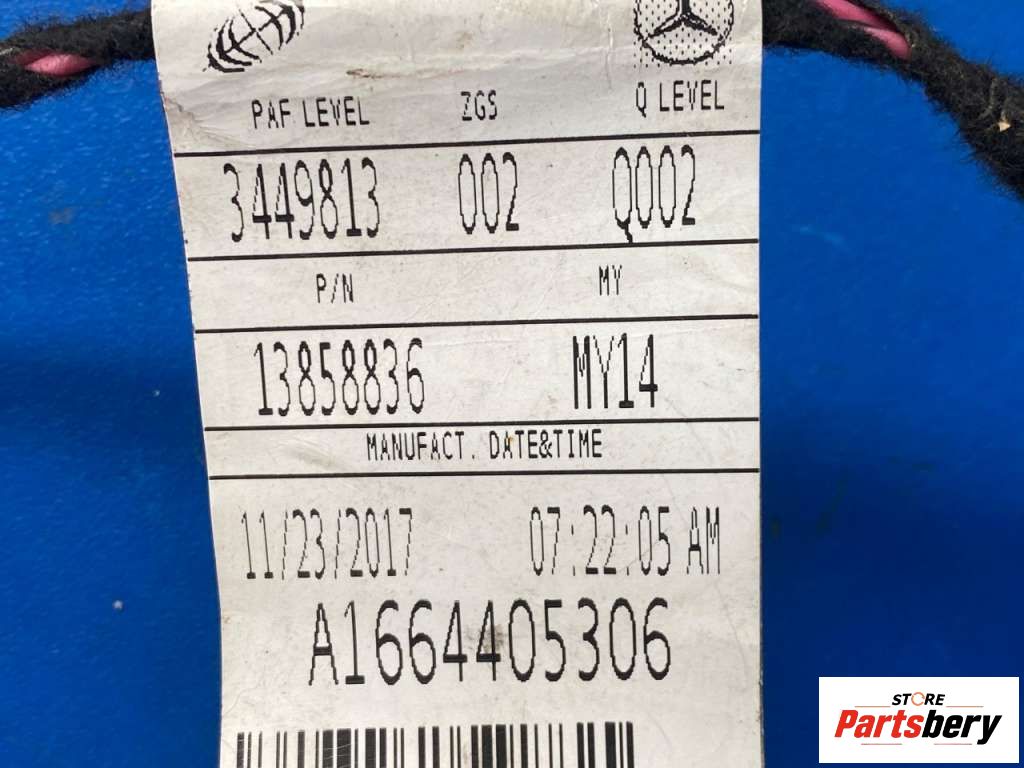 PAF LEVEL ZGS Q LEVEL
3449813 002 Q002
P/N MY
13858836 MY14
MANUFACT. DATE&TIME
11/23/2017 07:22:05 AM
A1664405306
STORE
Partsbery